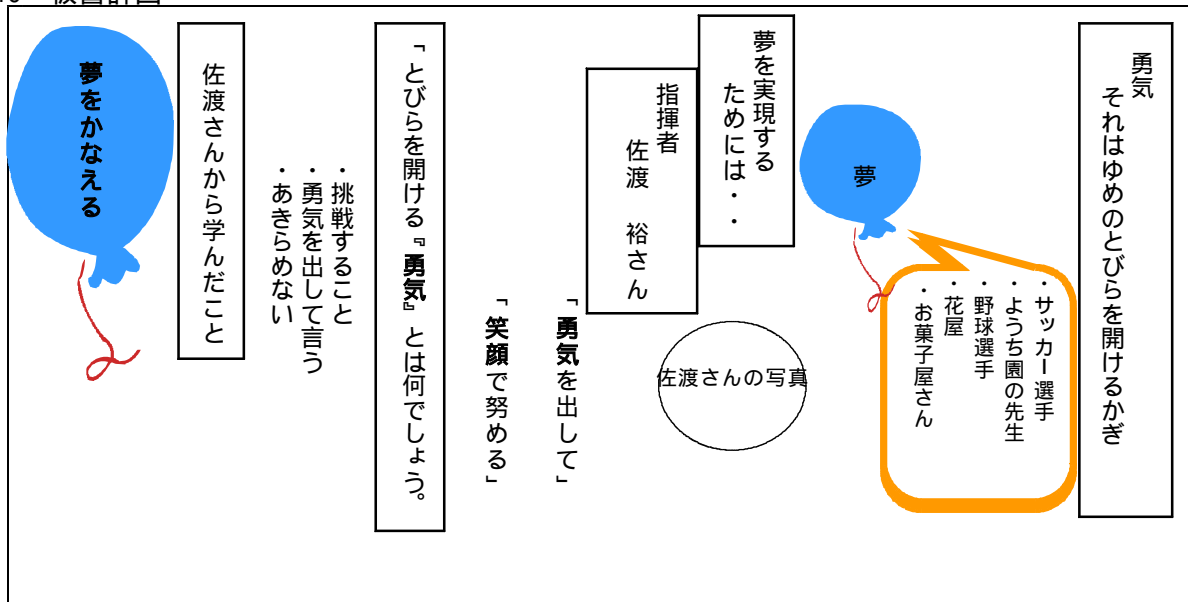 勇気
それはゆめのとびらを開けるかぎ
夢
・サッカー選手
・ようち園の先生
・野球選手
・花屋
・お菓子屋さん
夢を実現する
ためには・・
指揮者
佐渡　裕さん
佐渡さんの写真
「勇気を出して」
「笑顔で努める」
「とびらを開ける『勇気』とは何でしょう。
・挑戦すること
・勇気を出して言う
・あきらめない
佐渡さんから学んだこと
夢をかなえる